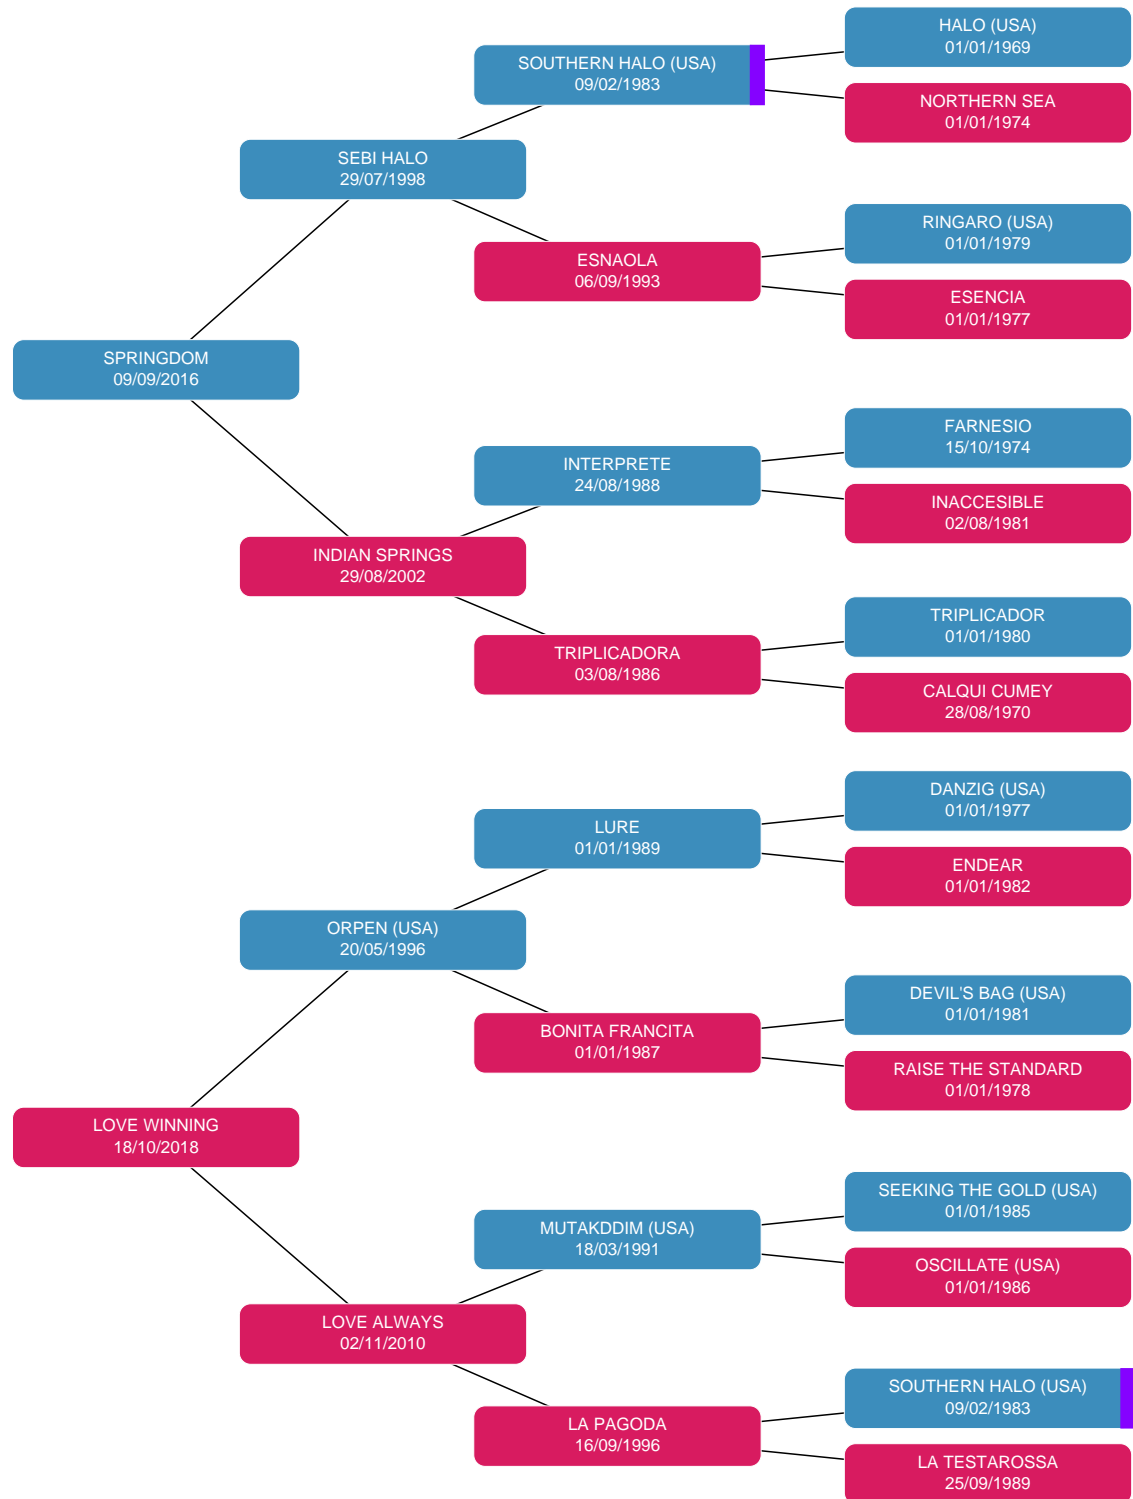 HALO (USA)
01/01/1969
SOUTHERN HALO (USA)
09/02/1983
NORTHERN SEA
01/01/1974
SEBI HALO
29/07/1998
RINGARO (USA)
01/01/1979
ESNAOLA
06/09/1993
ESENCIA
01/01/1977
SPRINGDOM
09/09/2016
FARNESIO
15/10/1974
INTERPRETE
24/08/1988
INACCESIBLE
02/08/1981
INDIAN SPRINGS
29/08/2002
TRIPLICADOR
01/01/1980
TRIPLICADORA
03/08/1986
CALQUI CUMEY
28/08/1970
DANZIG (USA)
01/01/1977
LURE
01/01/1989
ENDEAR
01/01/1982
ORPEN (USA)
20/05/1996
DEVIL'S BAG (USA)
01/01/1981
BONITA FRANCITA
01/01/1987
RAISE THE STANDARD
01/01/1978
LOVE WINNING
18/10/2018
SEEKING THE GOLD (USA)
01/01/1985
MUTAKDDIM (USA)
18/03/1991
OSCILLATE (USA)
01/01/1986
LOVE ALWAYS
02/11/2010
SOUTHERN HALO (USA)
09/02/1983
LA PAGODA
16/09/1996
LA TESTAROSSA
25/09/1989